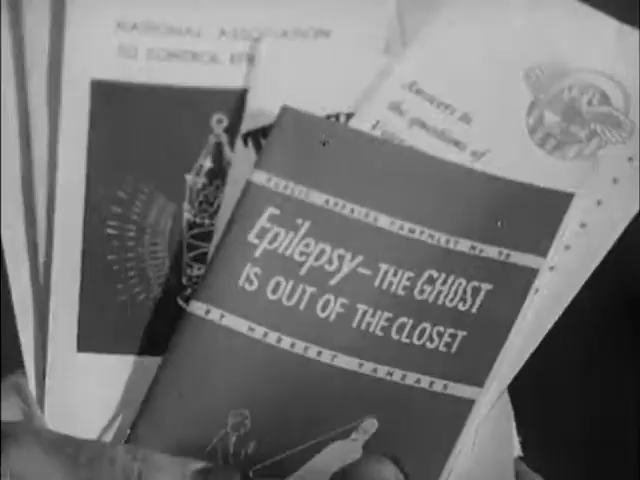 NATIONAL ASSOCIATION
TO CONTROL
Answers to
the questions of
PUBLIC AFFAIRS PAMPHLET No. 98
Epilepsy—THE GHOST
IS OUT OF THE CLOSET
BY HERBERT YAHRAES